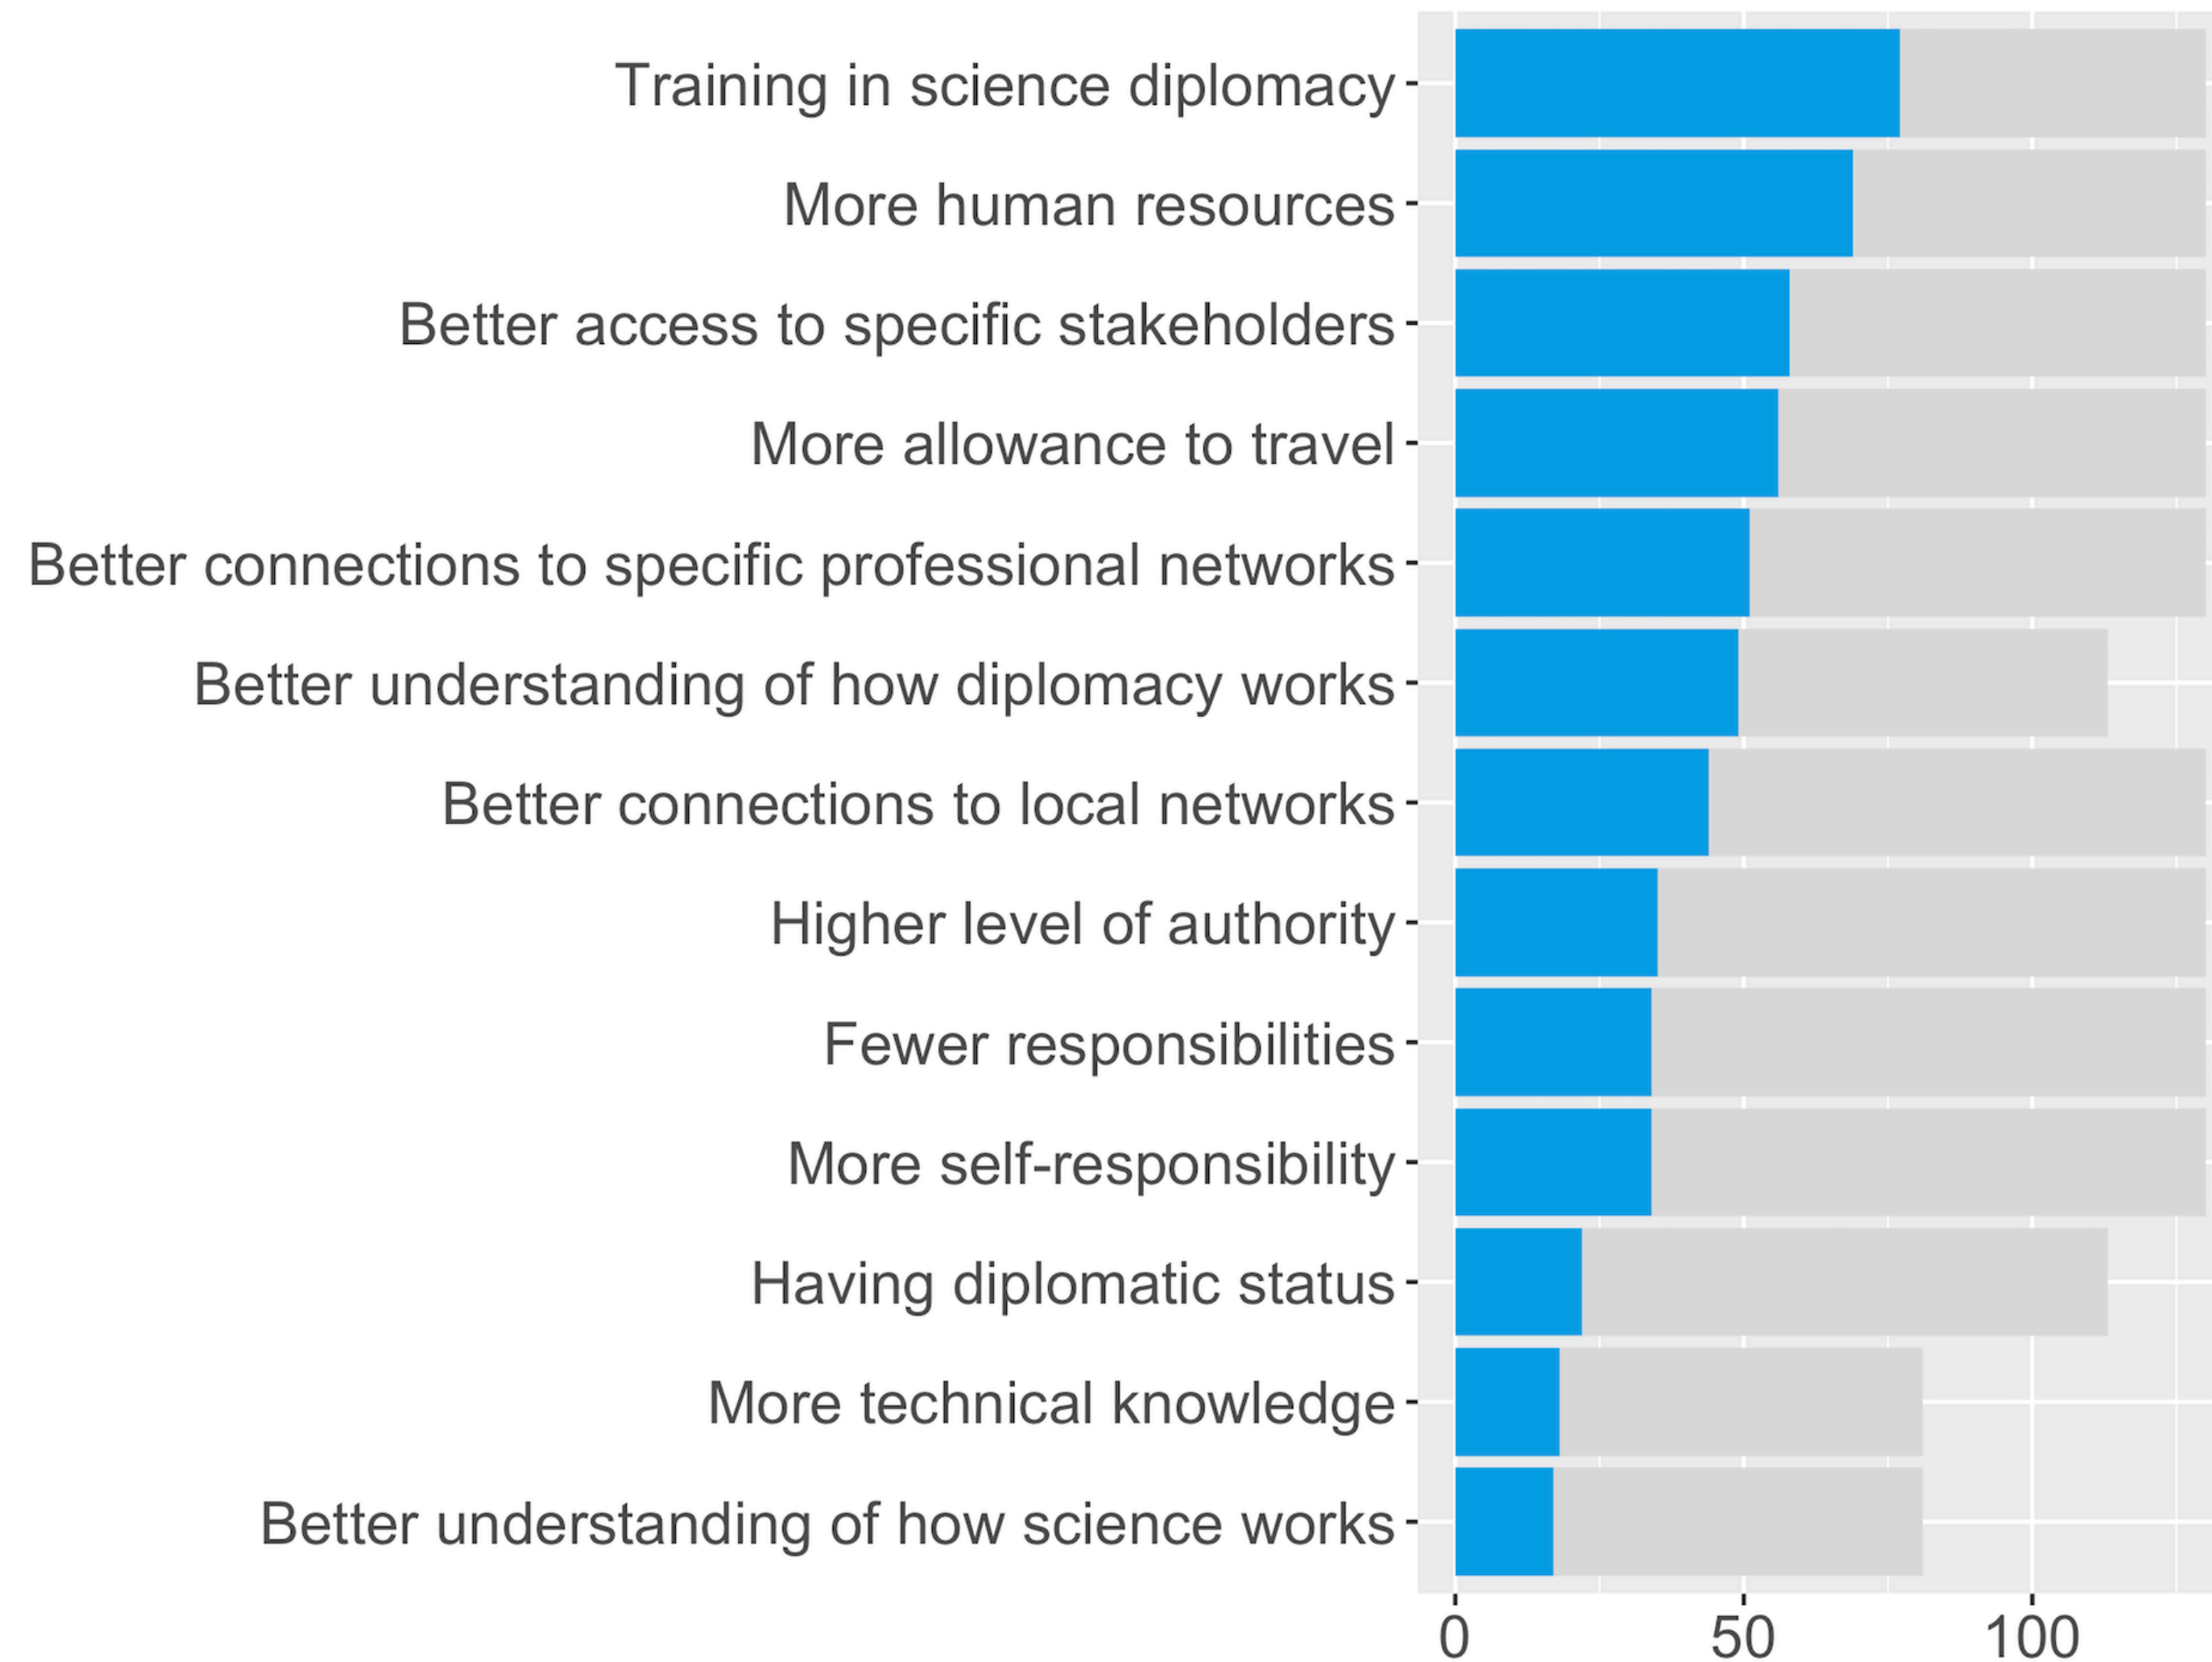 Training in science diplomacy
More human resources
Better access to specific stakeholders
More allowance to travel
Better connections to specific professional networks
Better understanding of how diplomacy works
Better connections to local networks
Higher level of authority
Fewer responsibilities
More self-responsibility
Having diplomatic status
More technical knowledge
Better understanding of how science works
0 50 100